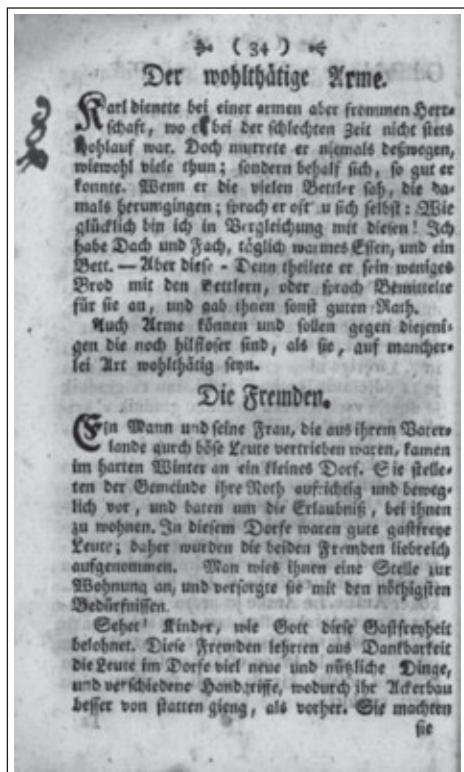 ( 34 )
Der wohlthätige Arme.
Karl dienete bei einer armen aber frommen Herr-
schaft, wo es bei der schlechten Zeit nicht stets
wohlauf war. Doch murrete er niemals deßwegen,
wiewohl viele thun; sondern behalf sich, so gut er
konnte. Wenn er die vielen Bettler sah, die da-
mals herumgingen; sprach er oft u sich selbst: Wie
glücklich bin ich in Vergleichung mit diesen! Ich
habe Dach und Fach, täglich warmes Essen, und ein
Bett. — Aber diese - Denn theilete er sein weniges
Brod mit den Bettlern, oder sprach Bemittelte
für sie an, und gab ihnen sonst guten Rath.
Auch Arme können und sollen gegen diejeni-
gen die noch hilfloser sind, als sie, auf mancher-
lei Art wohlthätig seyn.
Die Fremden.
Ein Mann und seine Frau, die aus ihrem Vater-
lande durch böse Leute vertrieben waren, kamen
im harten Winter an ein kleines Dorf. Sie stelle-
ten der Gemeinde ihre Noth aufrichtig und beweg-
lich vor, und baten um die Erlaubniß, bei ihnen
zu wohnen. In diesem Dorfe waren gute gastfreye
Leute; daher wurden die beiden Fremden liebreich
aufgenommen. Man wies ihnen eine Stelle zur
Wohnung an, und versorgte sie mit den nöthigsten
Bedürfnissen.
Sehet! Kinder, wie Gott diese Gastfreyheit
belohnet. Diese Fremden lehrten aus Dankbarkeit
die Leute im Dorfe viel neue und nützliche Dinge,
und verschiedene Handgriffe, wodurch ihr Ackerbau
besser von statten gieng, als vorher. Sie machten
sie